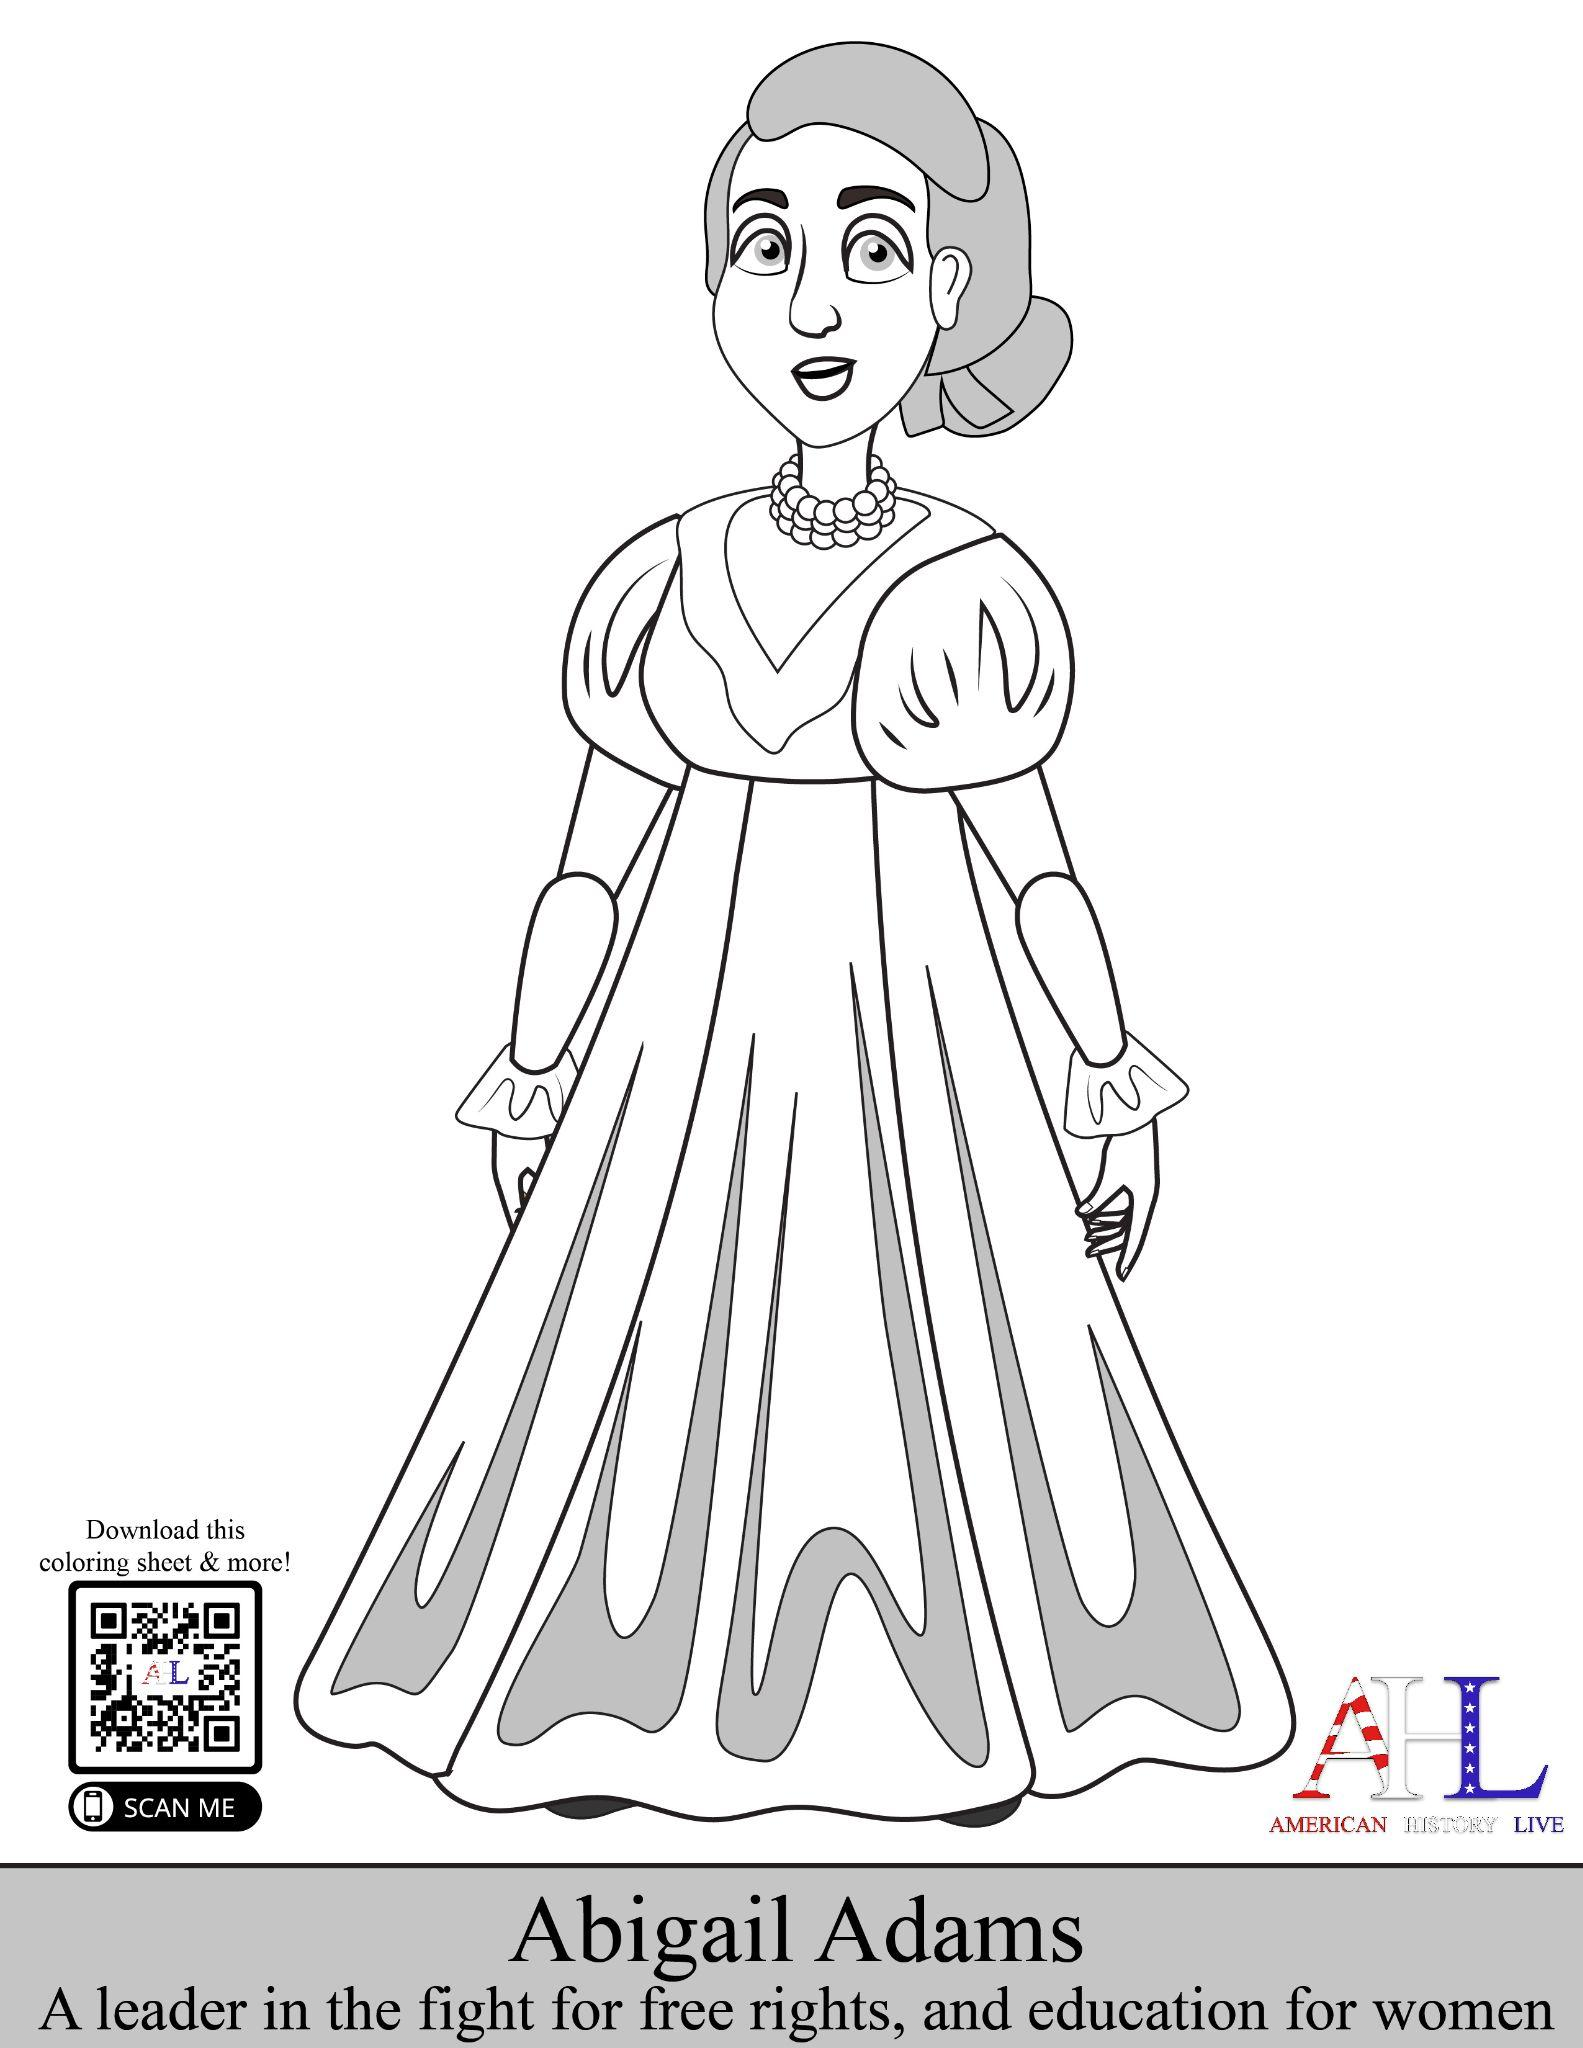 Download this
coloring sheet & more!
AHL
SCAN ME
AHL
AMERICAN HISTORY LIVE
Abigail Adams
A leader in the fight for free rights, and education for women